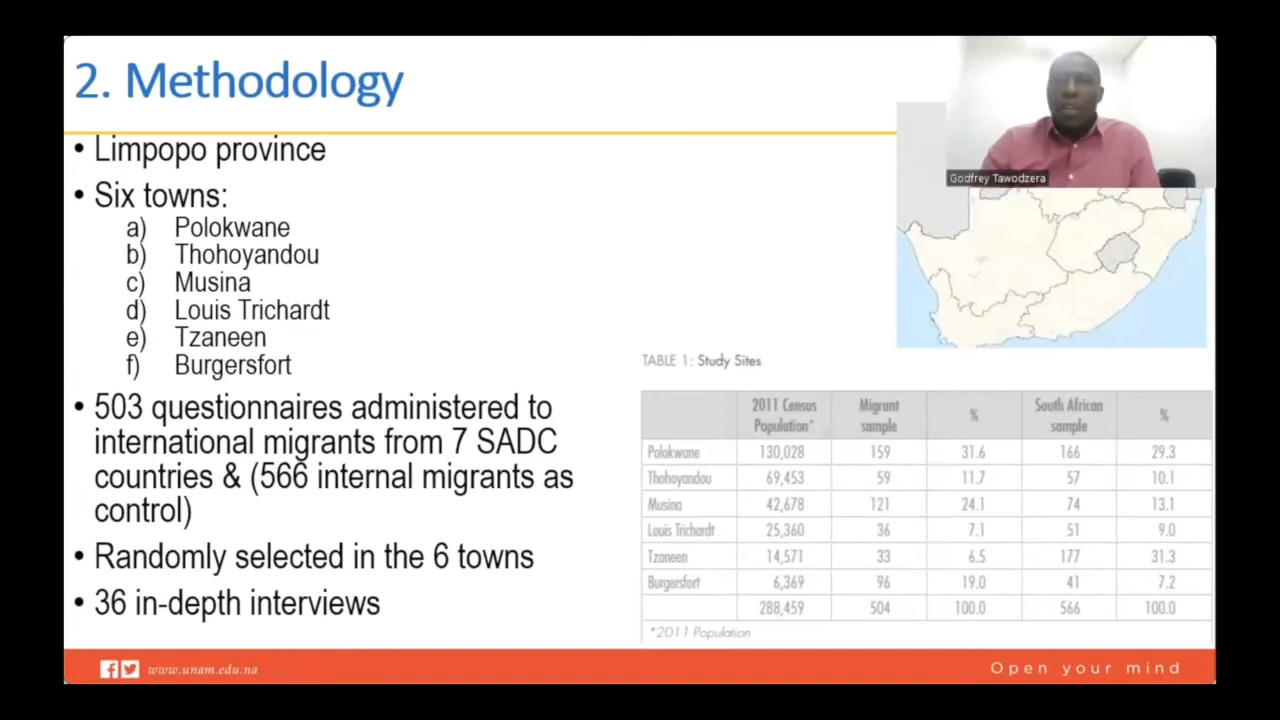 2. Methodology
• Limpopo province
• Six towns:
a) Polokwane
b) Thohoyandou
c) Musina
d) Louis Trichardt
e) Tzaneen
f) Burgersfort
• 503 questionnaires administered to
international migrants from 7 SADC
countries & (566 internal migrants as
control)
• Randomly selected in the 6 towns
• 36 in-depth interviews
Godfrey Tawodzera
TABLE 1: Study Sites
2011 Census Population* Migrant sample % South African sample %
Polokwane 130,028 159 31.6 166 29.3
Thohoyandou 69,453 59 11.7 57 10.1
Musina 42,678 121 24.1 74 13.1
Louis Trichardt 25,360 36 7.1 51 9.0
Tzaneen 14,571 33 6.5 177 31.3
Burgersfort 6,369 96 19.0 41 7.2
288,459 504 100.0 566 100.0
*2011 Population
www.unam.edu.na
Open your mind